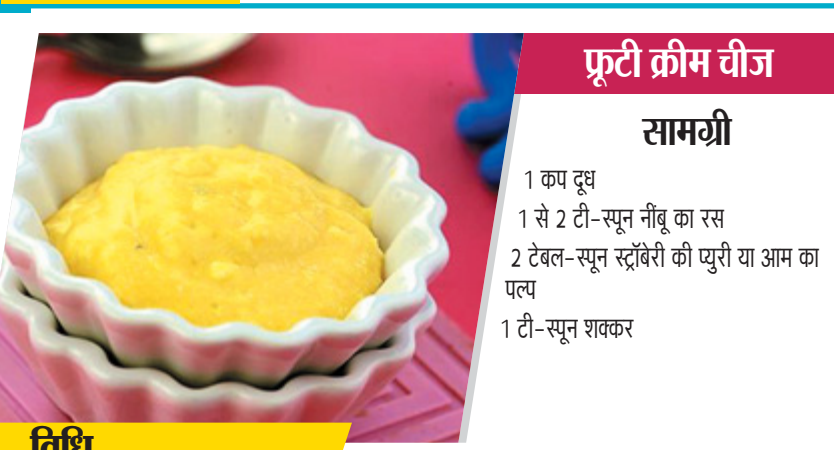 फ्रूटी क्रीम चीज
सामग्री
1 कप दूध
1 से 2 टी-स्पून नींबू का रस
2 टेबल-स्पून स्ट्रॉबेरी की प्युरी या आम का
पल्प
1 टी-स्पून शक्कर
विधि